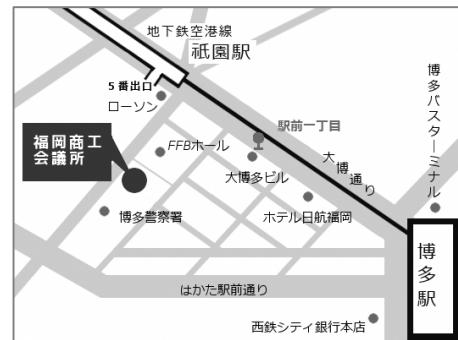 地下鉄空港線
祇園駅
5番出口
ローソン
駅前一丁目
福岡商工
会議所
FFBホール
大博多ビル
大博通り
博多バスターミナル
博多警察署
ホテル日航福岡
博多駅
はかた駅前通り
西鉄シティ銀行本店